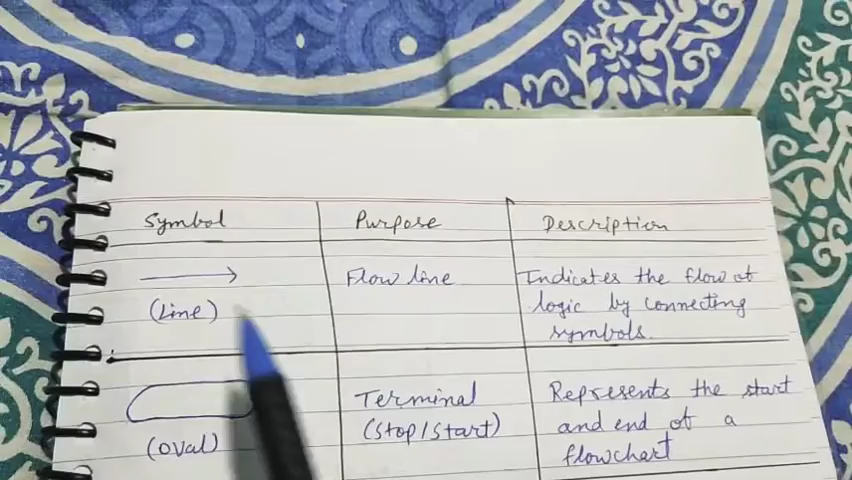 Symbol Purpose Description
Flow line Indicates the flow of
(Line) logic by connecting
symbols.
Terminal Represents the start
(Stop/Start) and end of a
(Oval) flowchart